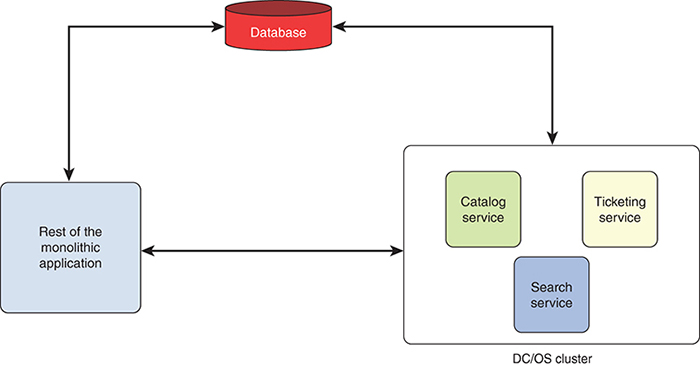 Database
Rest of the
monolithic
application
Catalog
service
Ticketing
service
Search
service
DC/OS cluster